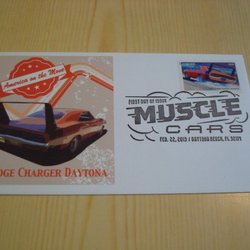 America on the Move
FIRST DAY OF ISSUE
MUSCLE
CARS
FEB. 22, 2013 / DAYTONA BEACH, FL 32114
DGE CHARGER DAYTONA